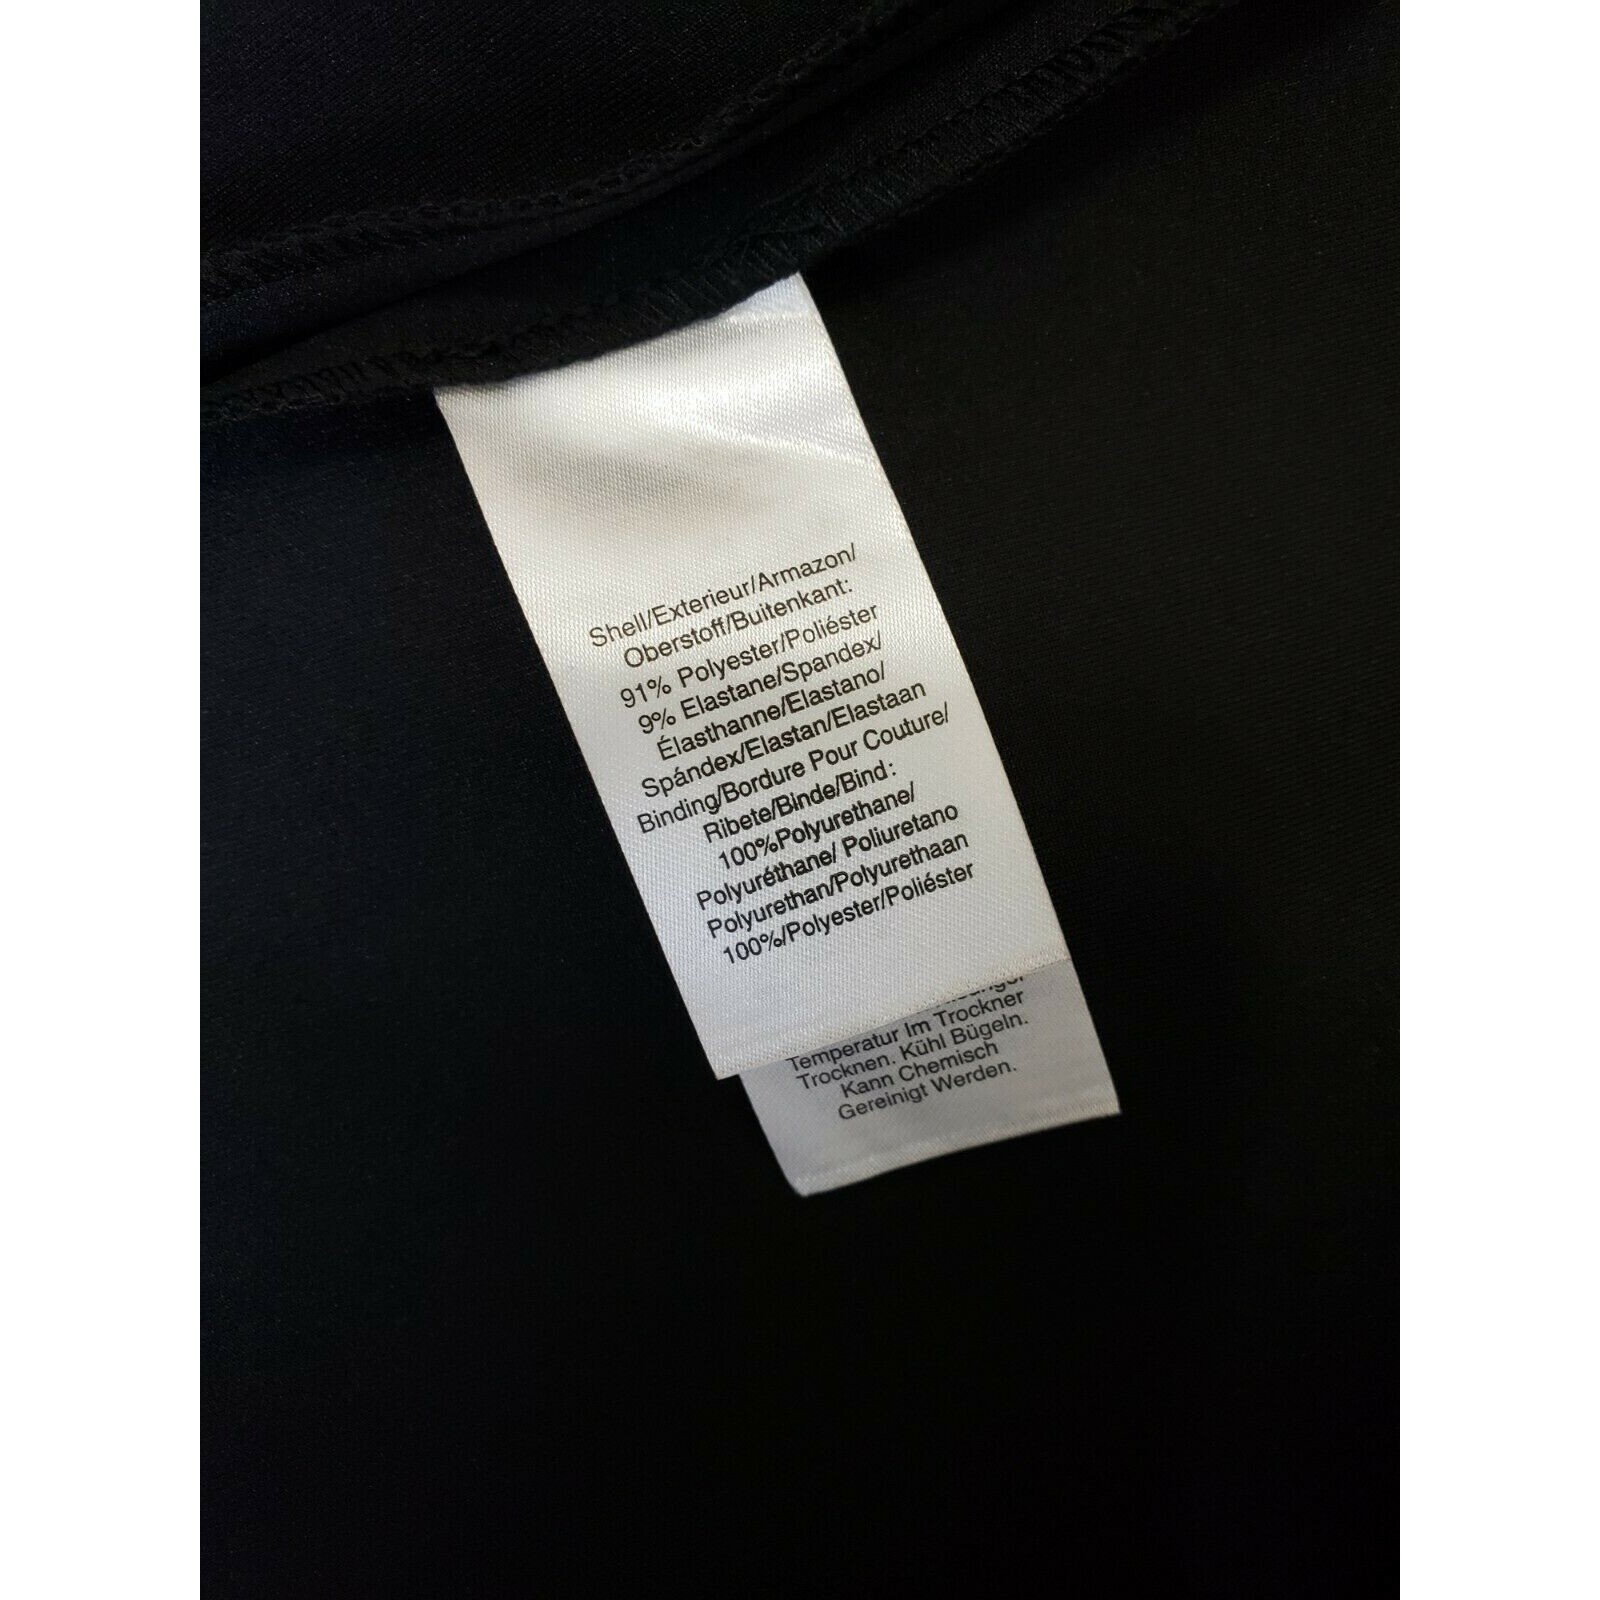 Shell/Exterieur/Armazon/
Oberstoff/Buitenkant:
91% Polyester/Poliéster
9% Elastane/Spandex/
Élasthanne/Elastano/
Spándex/Elastan/Elastaan
Binding/Bordure Pour Couture/
Ribete/Binde/Bind:
100%Polyurethane/
Polyuréthane/ Poliuretano
Polyurethan/Polyurethaan
100%/Polyester/Poliéster
Temperatur Im Trockner
Trocknen. Kühl Bügeln.
Kann Chemisch
Gereinigt Werden.